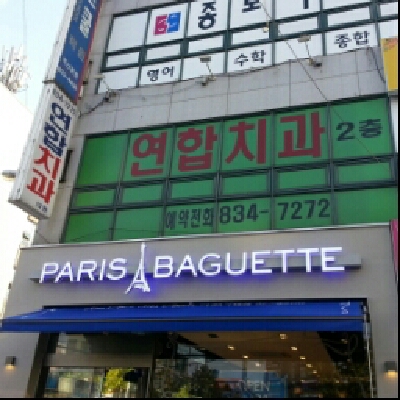 영어 수학 종합
연합치과 2층
예약전화 834-7272
연합치과
PARIS BAGUETTE
OPEN